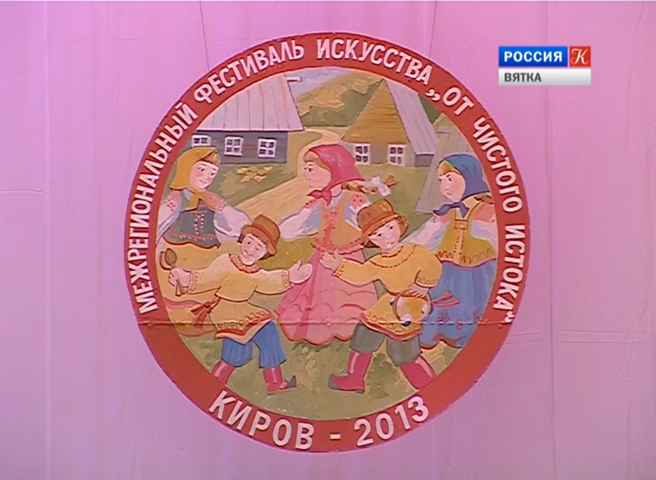 МЕЖРЕГИОНАЛЬНЫЙ ФЕСТИВАЛЬ ИСКУССТВА „ОТ ЧИСТОГО ИСТОКА„
КИРОВ - 2013
РОССИЯ К
ВЯТКА